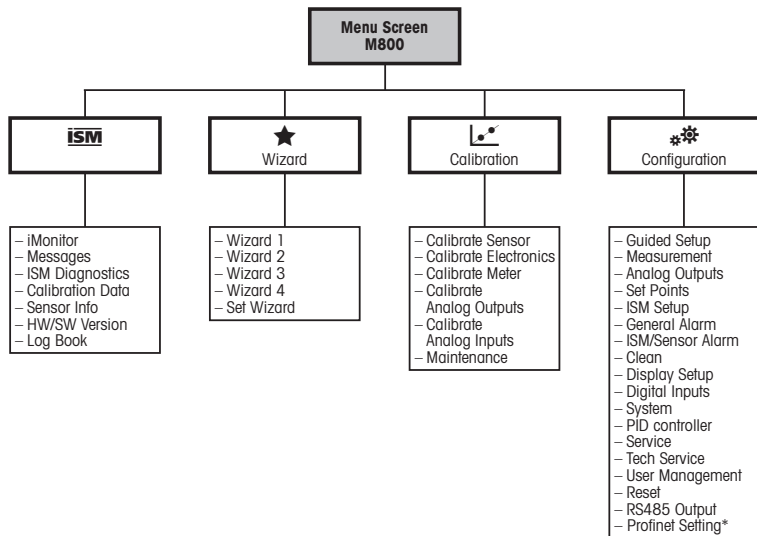 Menu Screen
M800
ISM
Wizard
Calibration
Configuration
– iMonitor
– Messages
– ISM Diagnostics
– Calibration Data
– Sensor Info
– HW/SW Version
– Log Book
– Wizard 1
– Wizard 2
– Wizard 3
– Wizard 4
– Set Wizard
– Calibrate Sensor
– Calibrate Electronics
– Calibrate Meter
– Calibrate
Analog Outputs
– Calibrate
Analog Inputs
– Maintenance
– Guided Setup
– Measurement
– Analog Outputs
– Set Points
– ISM Setup
– General Alarm
– ISM/Sensor Alarm
– Clean
– Display Setup
– Digital Inputs
– System
– PID controller
– Service
– Tech Service
– User Management
– Reset
– RS485 Output
– Profinet Setting*